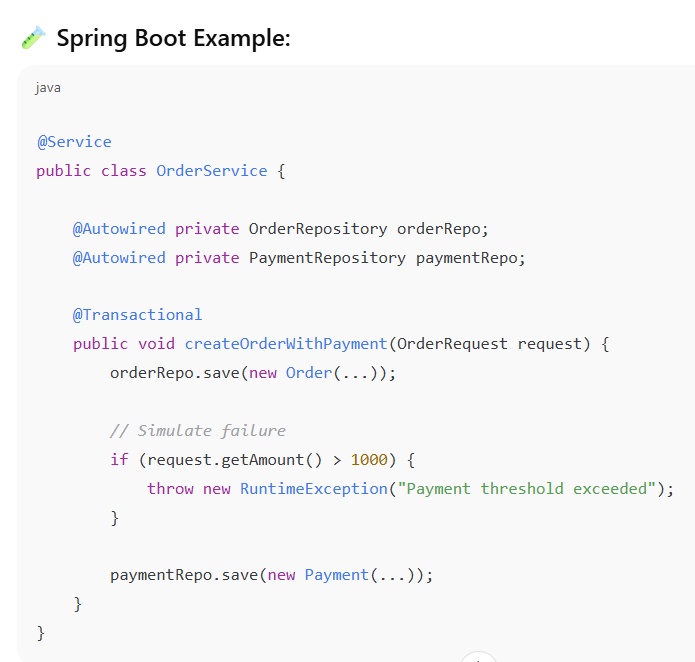 Spring Boot Example:
java
@Service
public class OrderService {
@Autowired private OrderRepository orderRepo;
@Autowired private PaymentRepository paymentRepo;
@Transactional
public void createOrderWithPayment(OrderRequest request) {
orderRepo.save(new Order(...));
// Simulate failure
if (request.getAmount() > 1000) {
throw new RuntimeException("Payment threshold exceeded");
}
paymentRepo.save(new Payment(...));
}
}